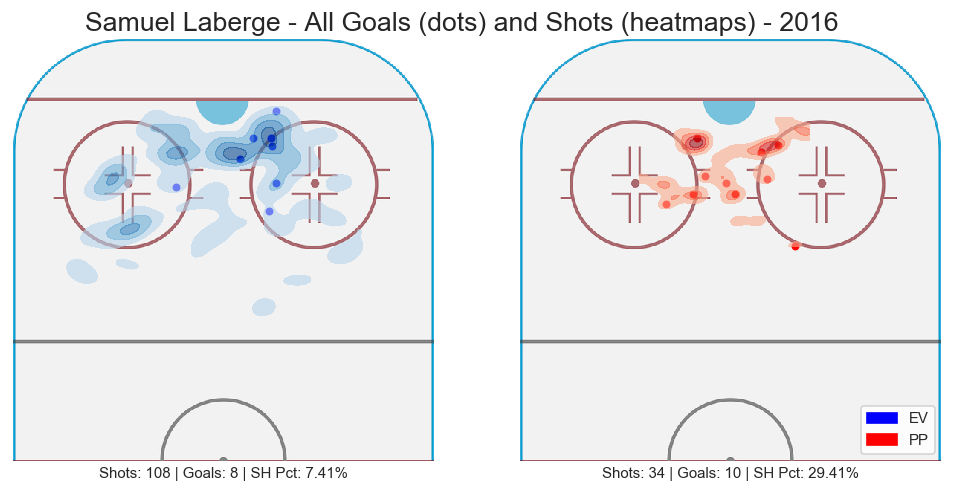 Samuel Laberge - All Goals (dots) and Shots (heatmaps) - 2016
EV
PP
Shots: 108 | Goals: 8 | SH Pct: 7.41%
Shots: 34 | Goals: 10 | SH Pct: 29.41%